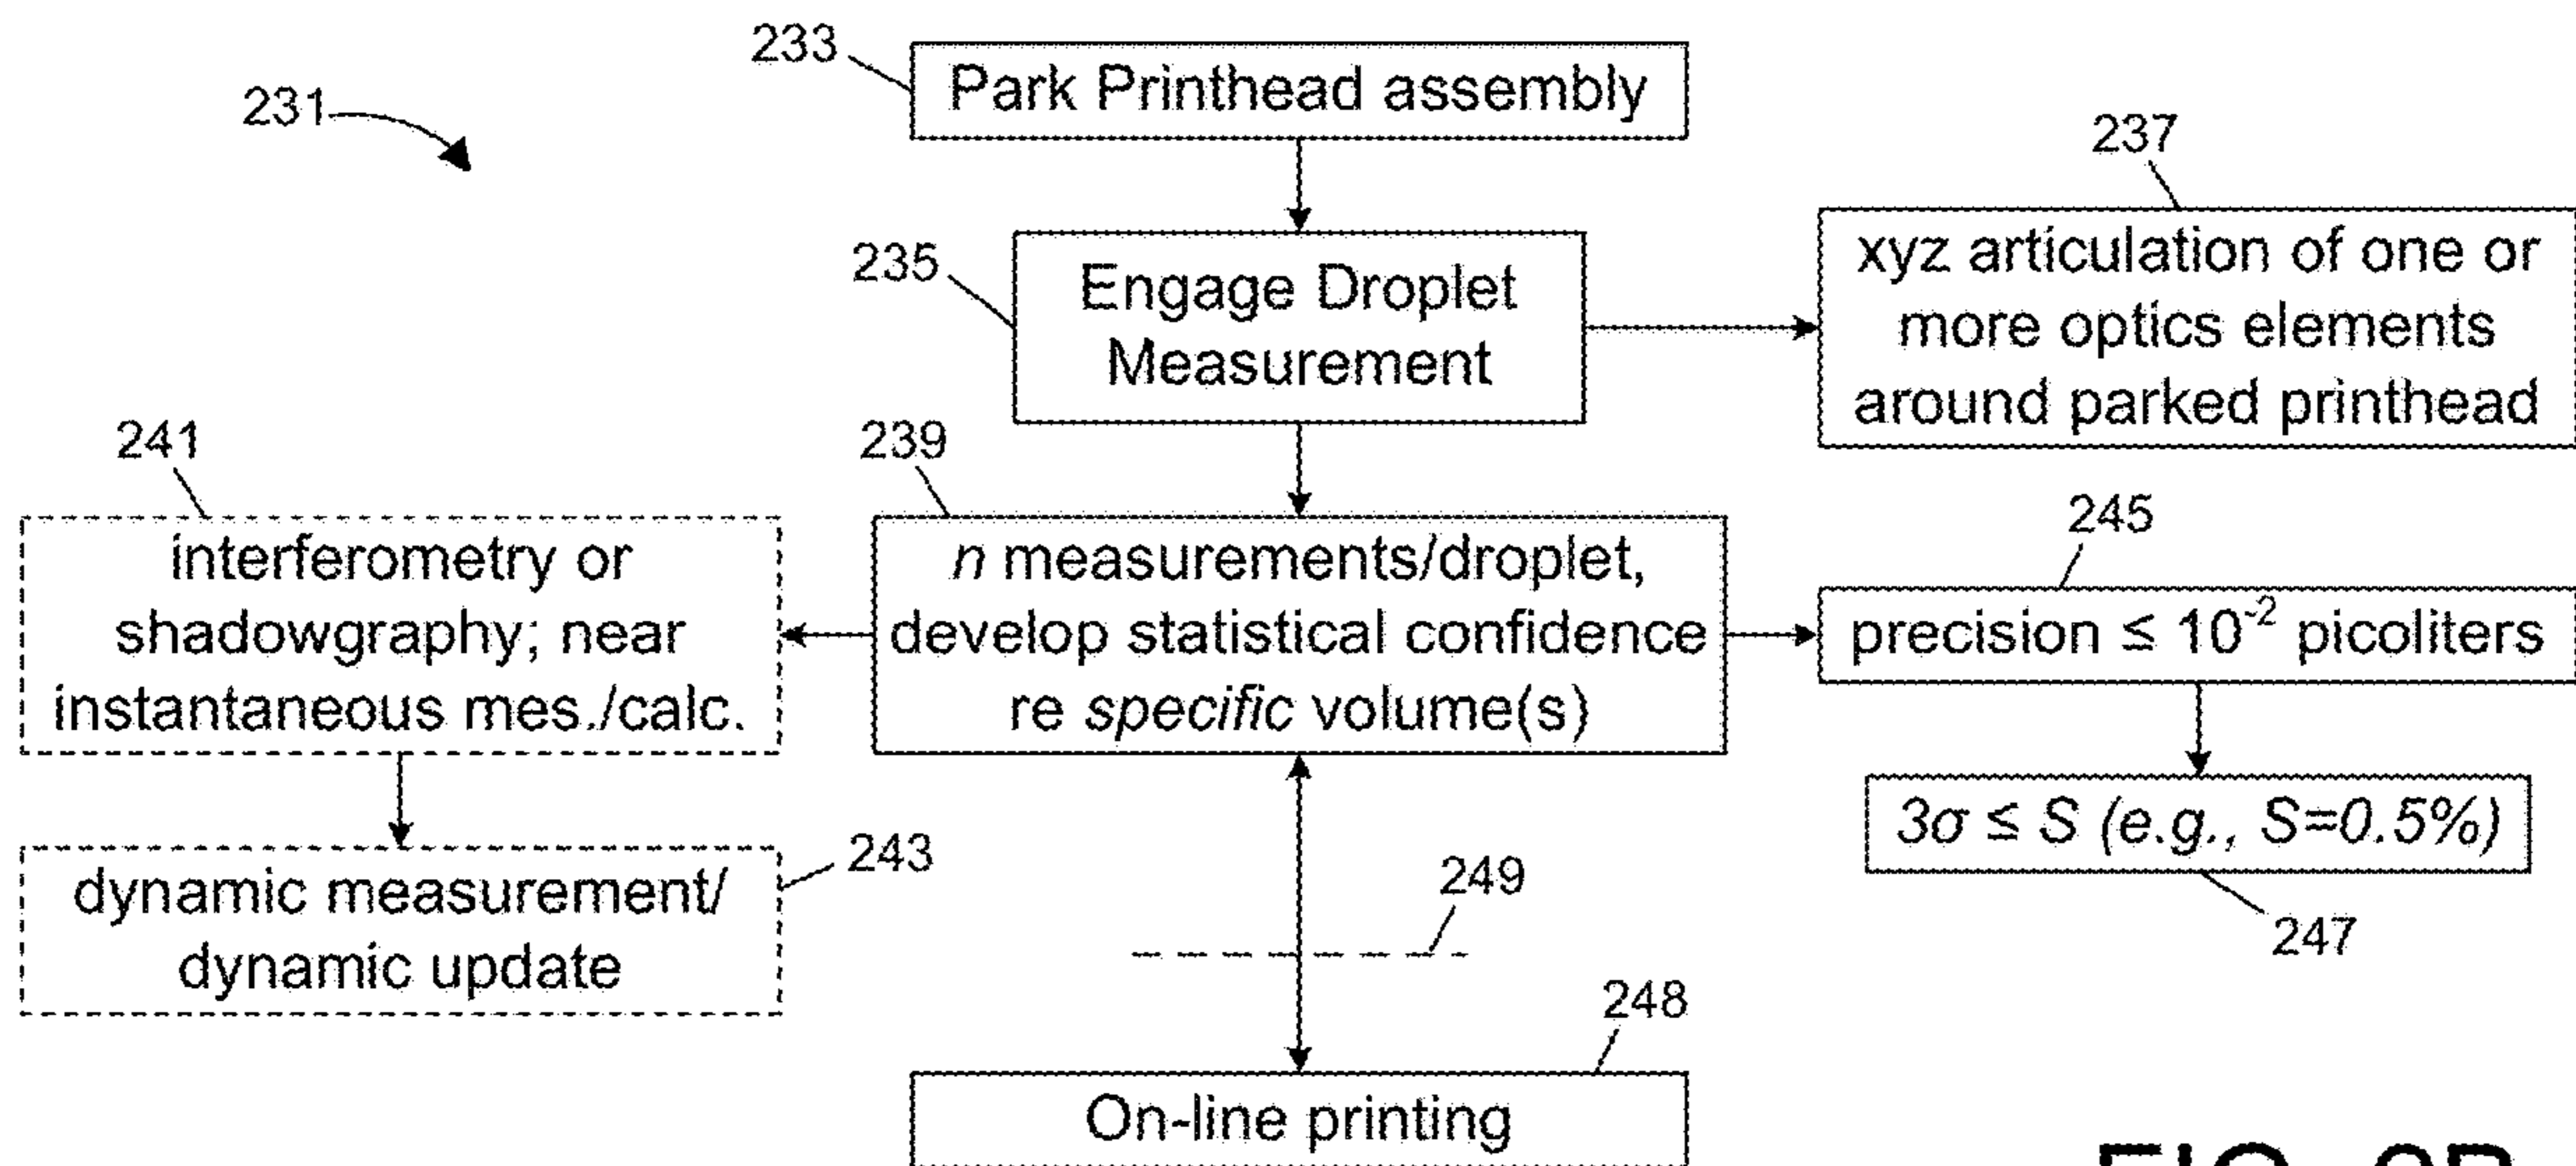 233
Park Printhead assembly
231
237
235
Engage Droplet
Measurement
xyz articulation of one or
more optics elements
around parked printhead
241
239
245
interferometry or
shadowgraphy; near
instantaneous mes./calc.
n measurements/droplet,
develop statistical confidence
re specific volume(s)
precision ≤ 10⁻² picoliters
3σ ≤ S (e.g., S=0.5%)
247
dynamic measurement/
dynamic update
243
249
248
On-line printing